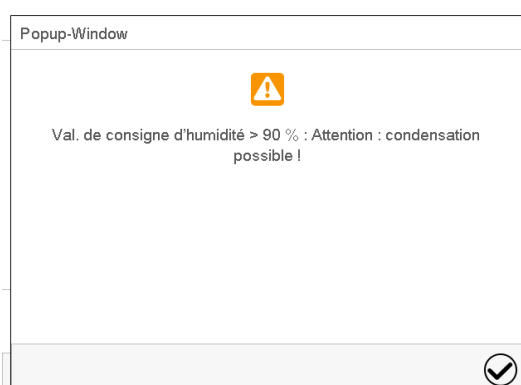 Popup-Window
Val. de consigne d'humidité > 90 % : Attention : condensation
possible !